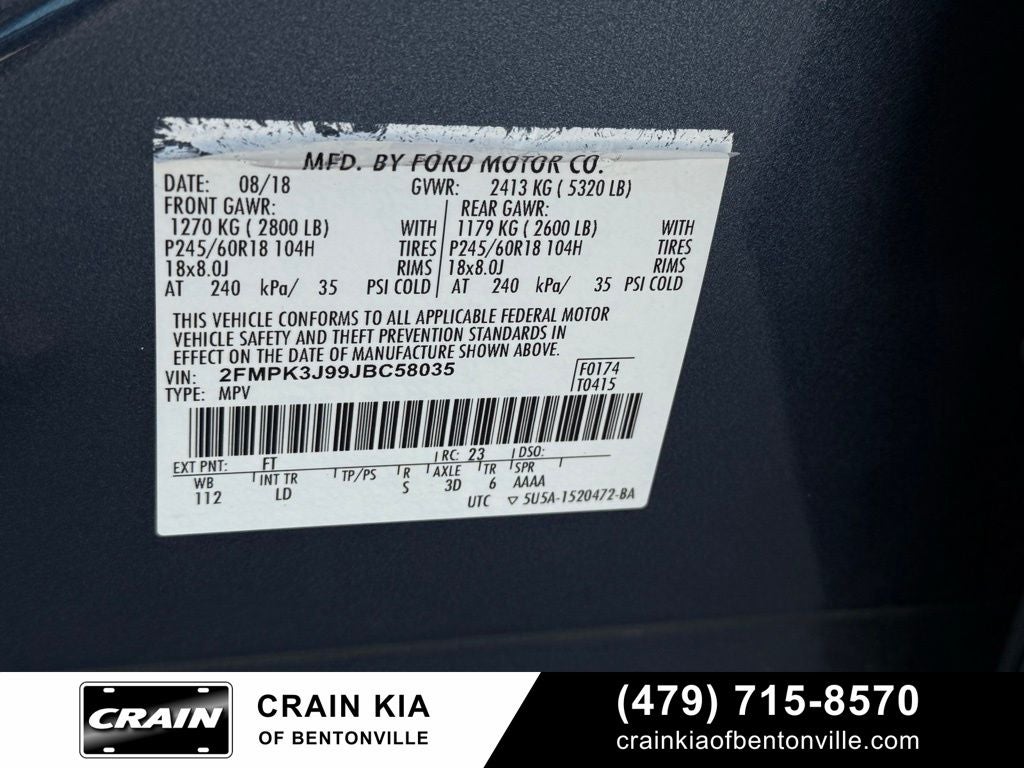 MFD. BY FORD MOTOR CO.
DATE: 08/18 GVWR: 2413 KG ( 5320 LB)
FRONT GAWR: REAR GAWR:
1270 KG ( 2800 LB) WITH 1179 KG ( 2600 LB) WITH
P245/60R18 104H TIRES P245/60R18 104H TIRES
18x8.0J RIMS 18x8.0J RIMS
AT 240 kPa/ 35 PSI COLD AT 240 kPa/ 35 PSI COLD
THIS VEHICLE CONFORMS TO ALL APPLICABLE FEDERAL MOTOR
VEHICLE SAFETY AND THEFT PREVENTION STANDARDS IN
EFFECT ON THE DATE OF MANUFACTURE SHOWN ABOVE.
VIN: 2FMPK3J99JBC58035 F0174
TYPE: MPV T0415
EXT PNT: FT RC: 23 DSO:
WB INT TR TP/PS R AXLE TR SPR
112 LD S 3D 6 AAAA
UTC ▽ 5U5A-1520472-BA
CRAIN CRAIN KIA
OF BENTONVILLE
(479) 715-8570
crainkiaofbentonville.com